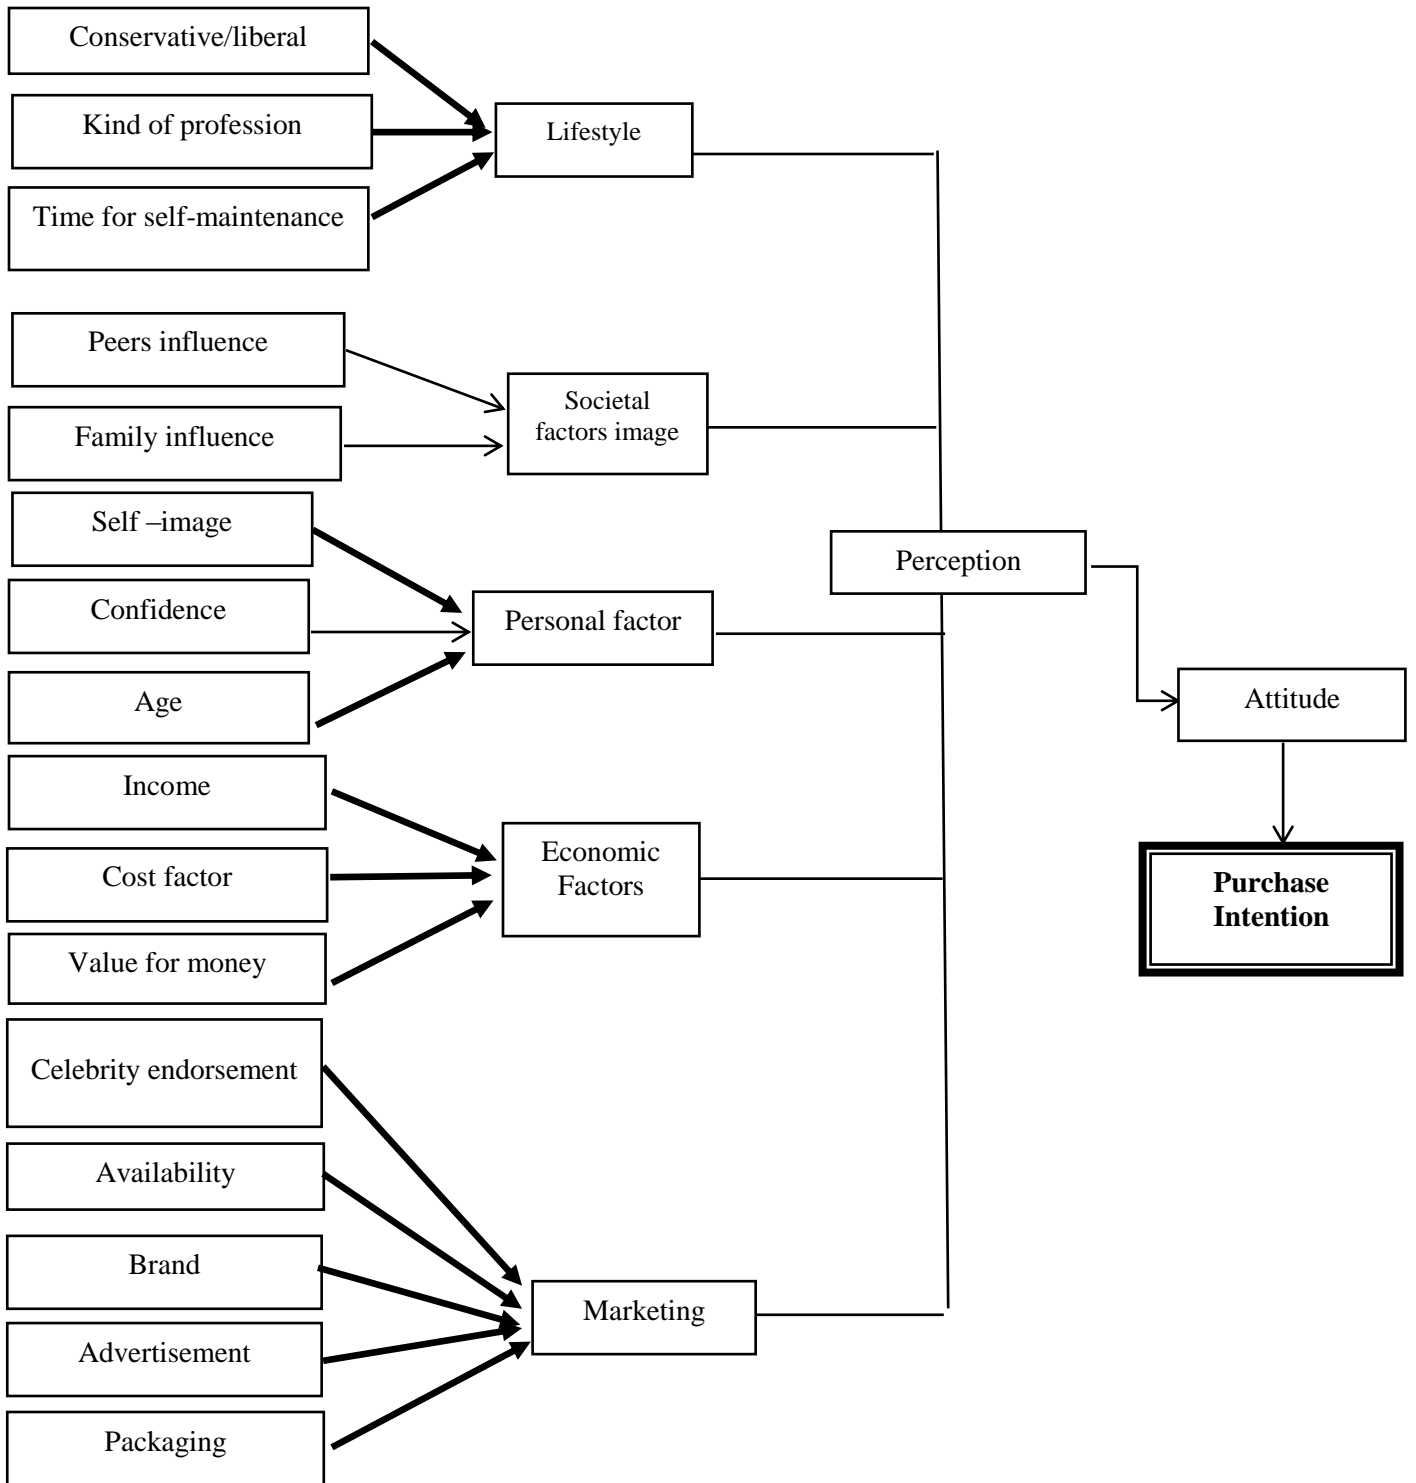 Conservative/liberal
Kind of profession
Time for self-maintenance
Lifestyle
Peers influence
Family influence
Societal
factors image
Self –image
Confidence
Age
Personal factor
Perception
Attitude
Purchase
Intention
Income
Cost factor
Value for money
Economic
Factors
Celebrity endorsement
Availability
Brand
Advertisement
Packaging
Marketing